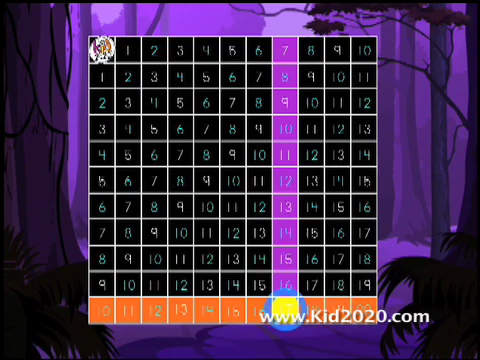 1 2 3 4 5 6 7 8 9 10
1 2 3 4 5 6 7 8 9 10 11
2 3 4 5 6 7 8 9 10 11 12
3 4 5 6 7 8 9 10 11 12 13
4 5 6 7 8 9 10 11 12 13 14
5 6 7 8 9 10 11 12 13 14 15
6 7 8 9 10 11 12 13 14 15 16
7 8 9 10 11 12 13 14 15 16 17
8 9 10 11 12 13 14 15 16 17 18
9 10 11 12 13 14 15 16 17 18 19
10 11 12 13 14 15
www.Kid2020.com